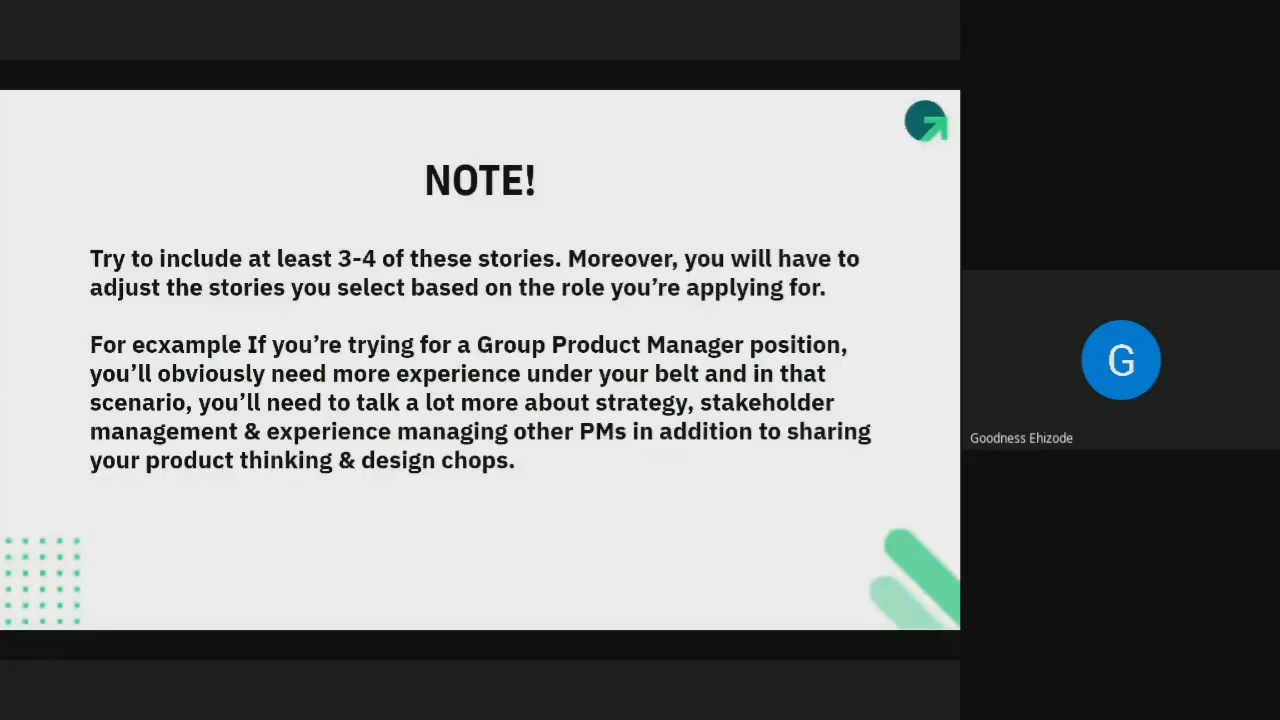 NOTE!
Try to include at least 3-4 of these stories. Moreover, you will have to
adjust the stories you select based on the role you’re applying for.
For ecxample If you’re trying for a Group Product Manager position,
you’ll obviously need more experience under your belt and in that
scenario, you’ll need to talk a lot more about strategy, stakeholder
management & experience managing other PMs in addition to sharing
your product thinking & design chops.
G
Goodness Ehizode